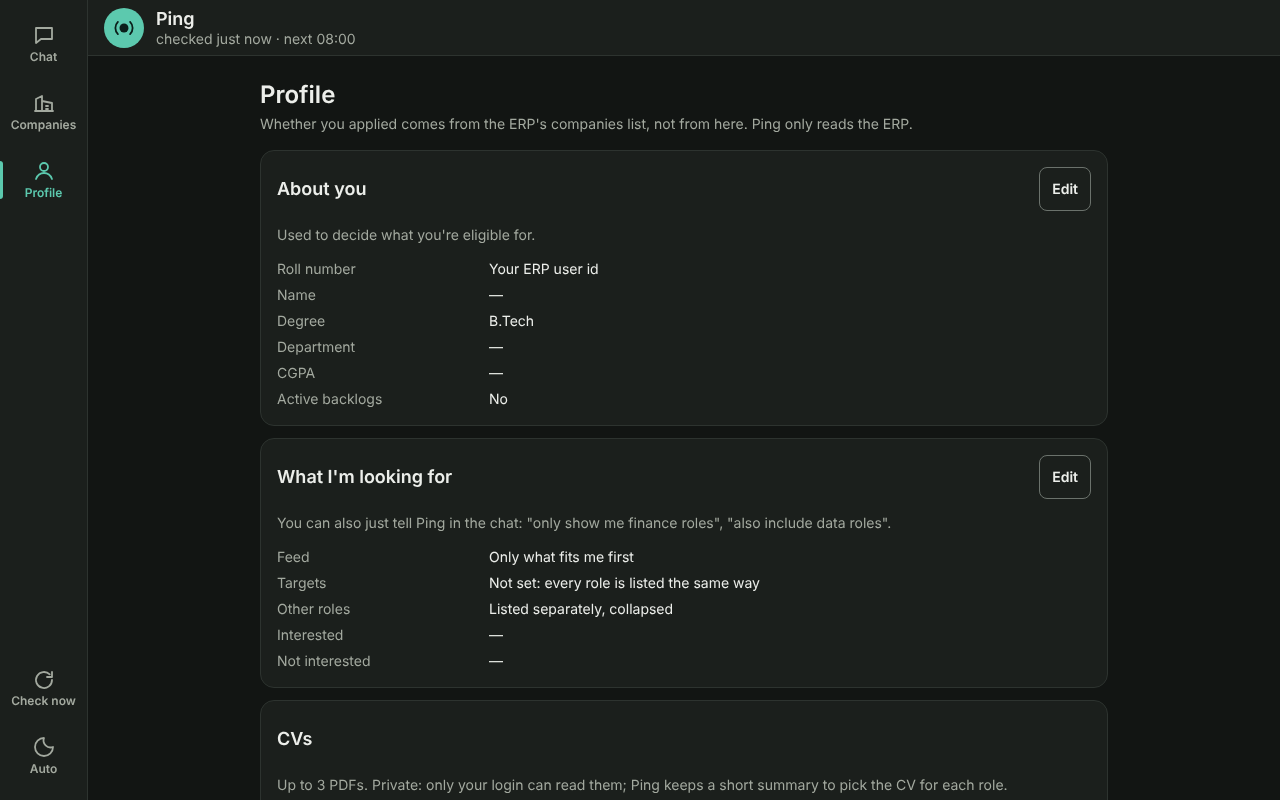 Chat
Companies
Profile
Check now
Auto
Ping
checked just now · next 08:00
Profile
Whether you applied comes from the ERP's companies list, not from here. Ping only reads the ERP.
About you
Edit
Used to decide what you're eligible for.
Roll number Your ERP user id
Name —
Degree B.Tech
Department —
CGPA —
Active backlogs No
What I'm looking for
Edit
You can also just tell Ping in the chat: "only show me finance roles", "also include data roles".
Feed Only what fits me first
Targets Not set: every role is listed the same way
Other roles Listed separately, collapsed
Interested —
Not interested —
CVs
Up to 3 PDFs. Private: only your login can read them; Ping keeps a short summary to pick the CV for each role.